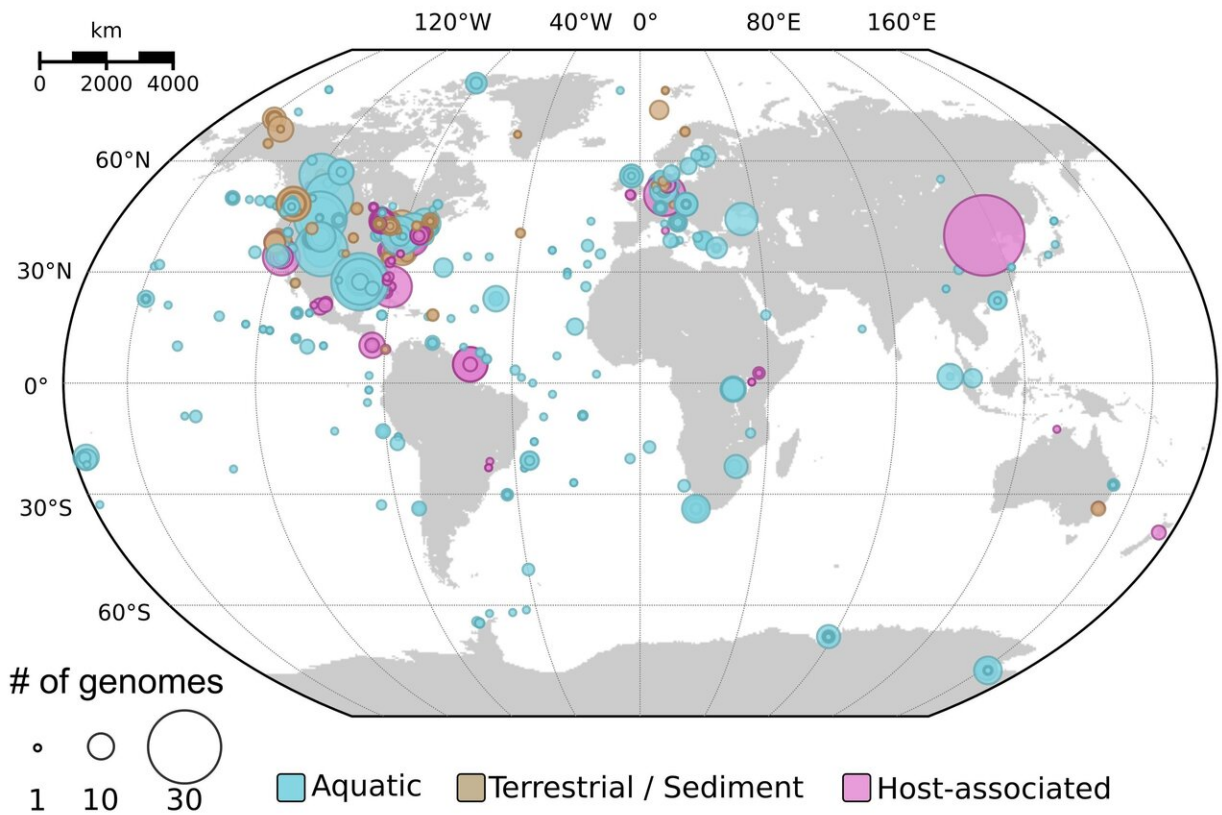 120°W 40°W 0° 80°E 160°E
km
0 2000 4000
60°N
30°N
0°
30°S
60°S
# of genomes
1 10 30
Aquatic Terrestrial / Sediment Host-associated